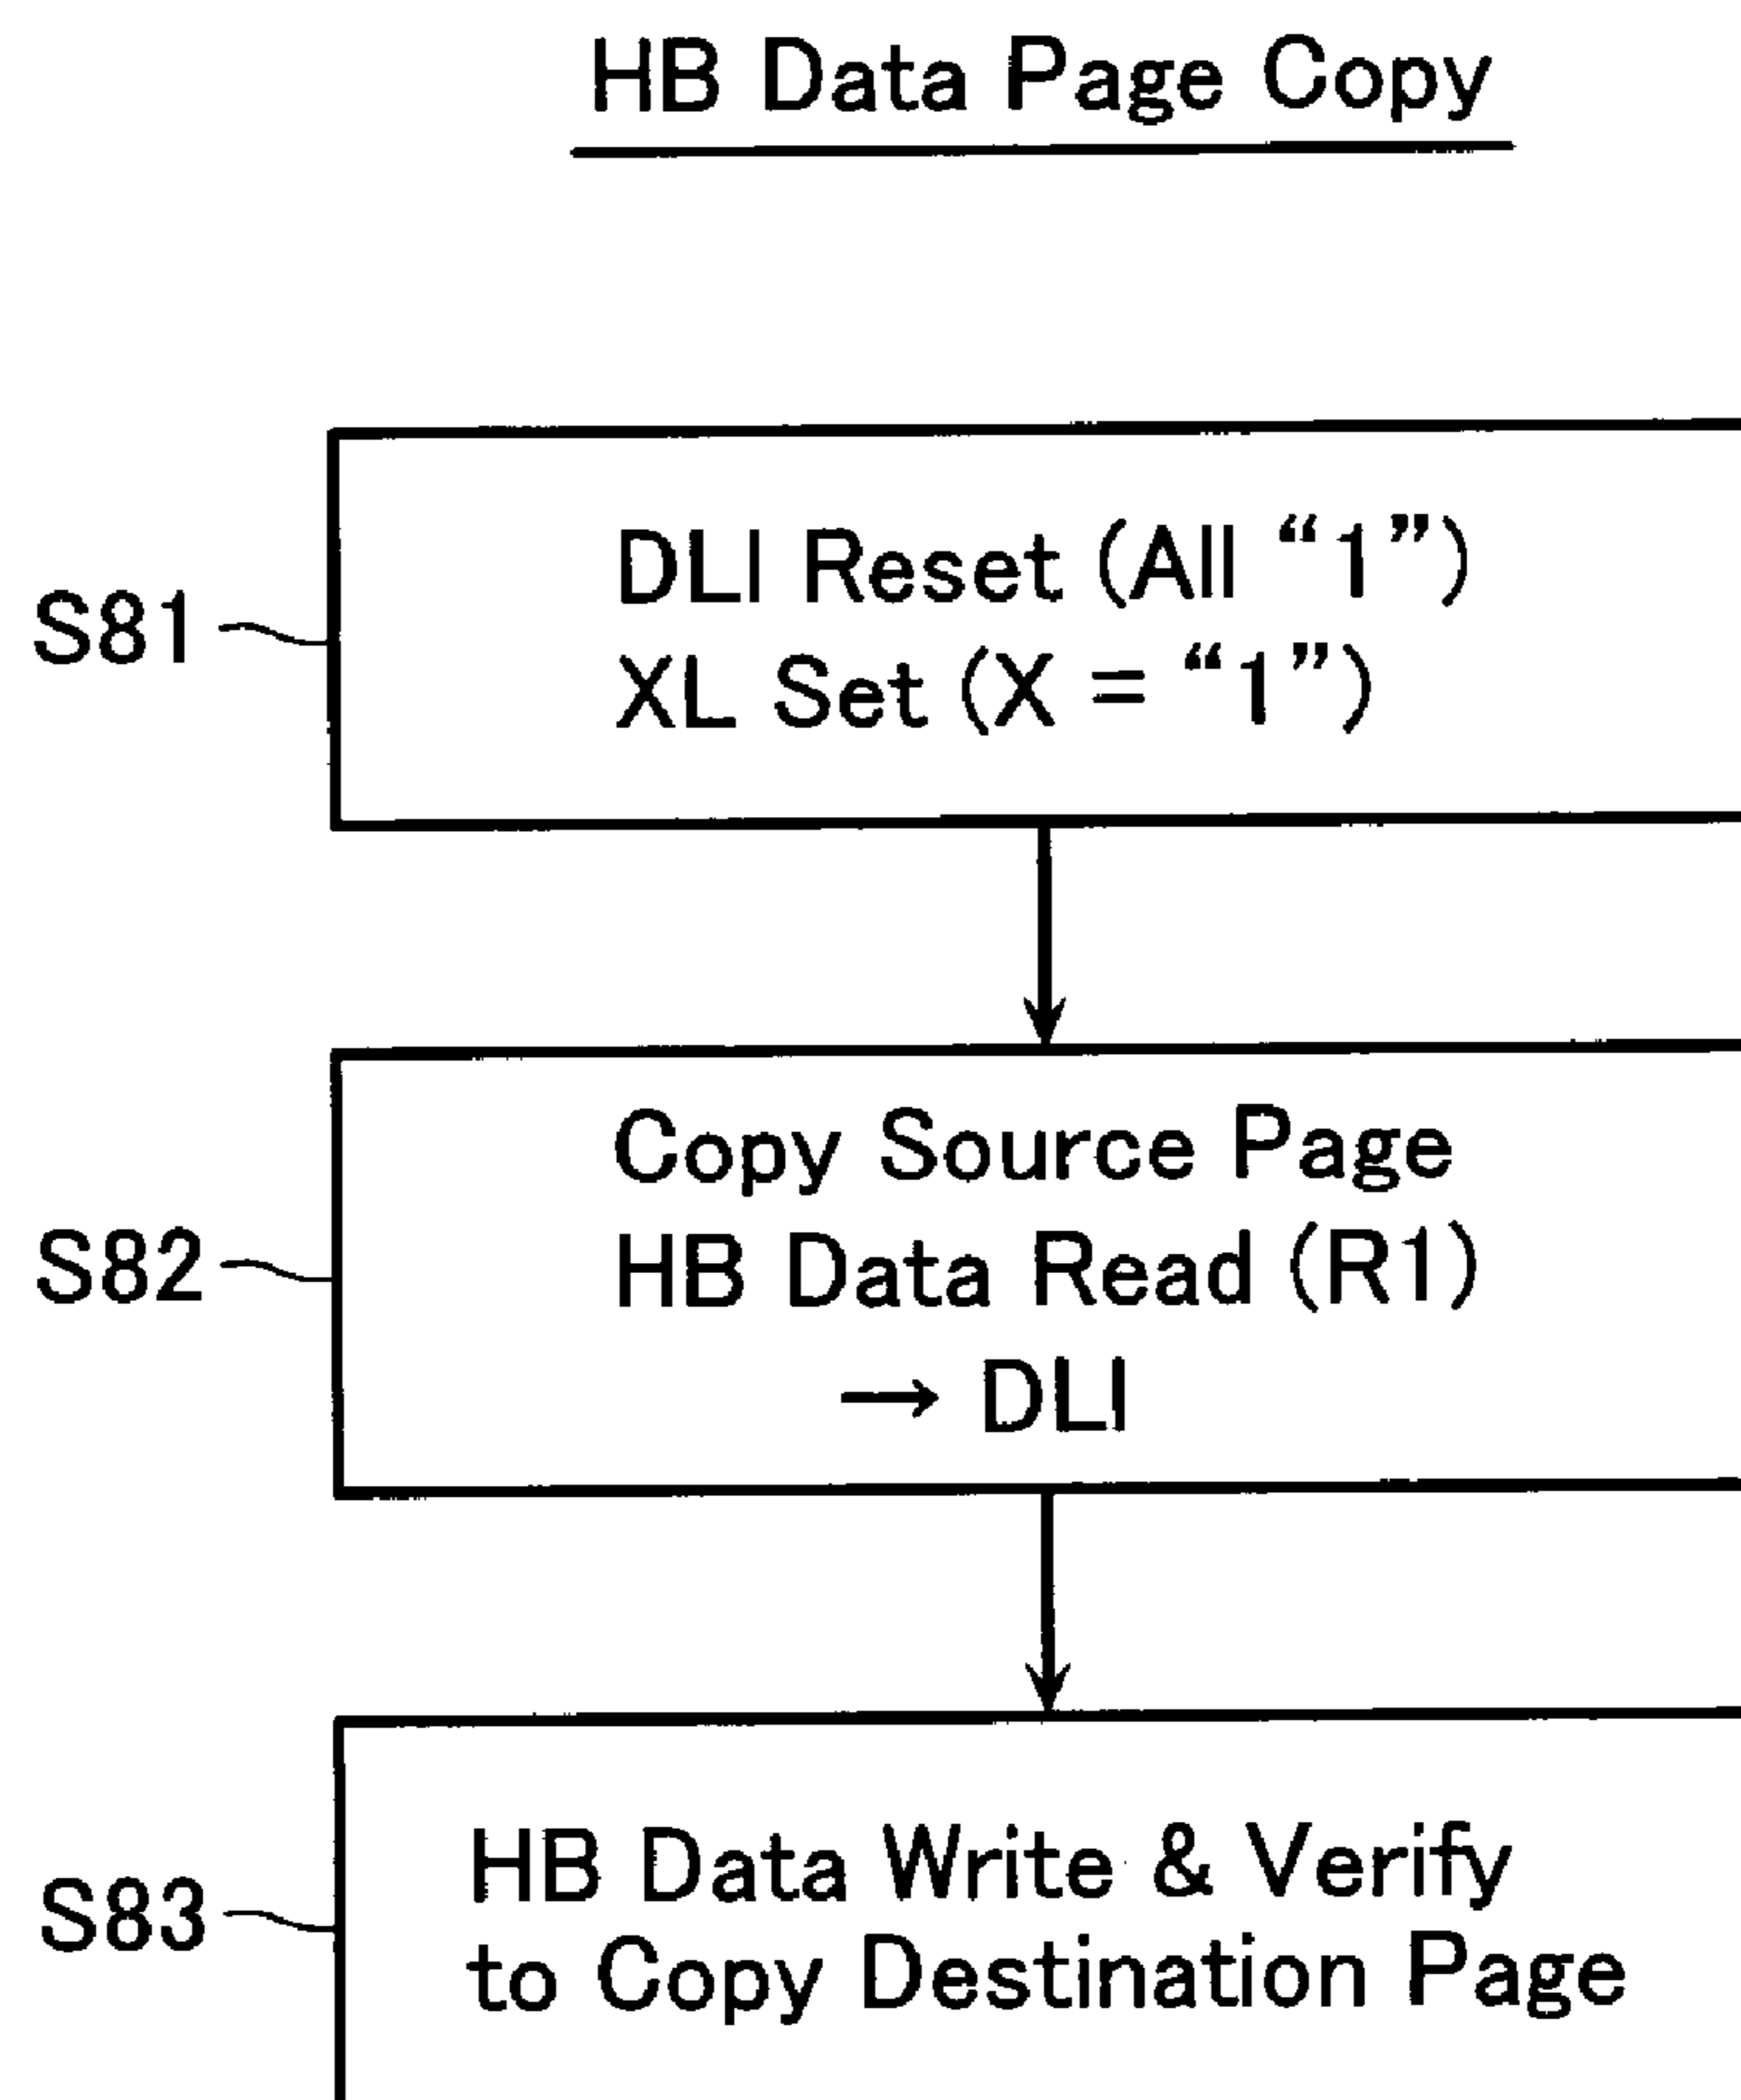 HB Data Page Copy
S81
DLI Reset (All “1”)
XL Set (X = “1”)
S82
Copy Source Page
HB Data Read (R1)
→ DLI
S83
HB Data Write & Verify
to Copy Destination Page